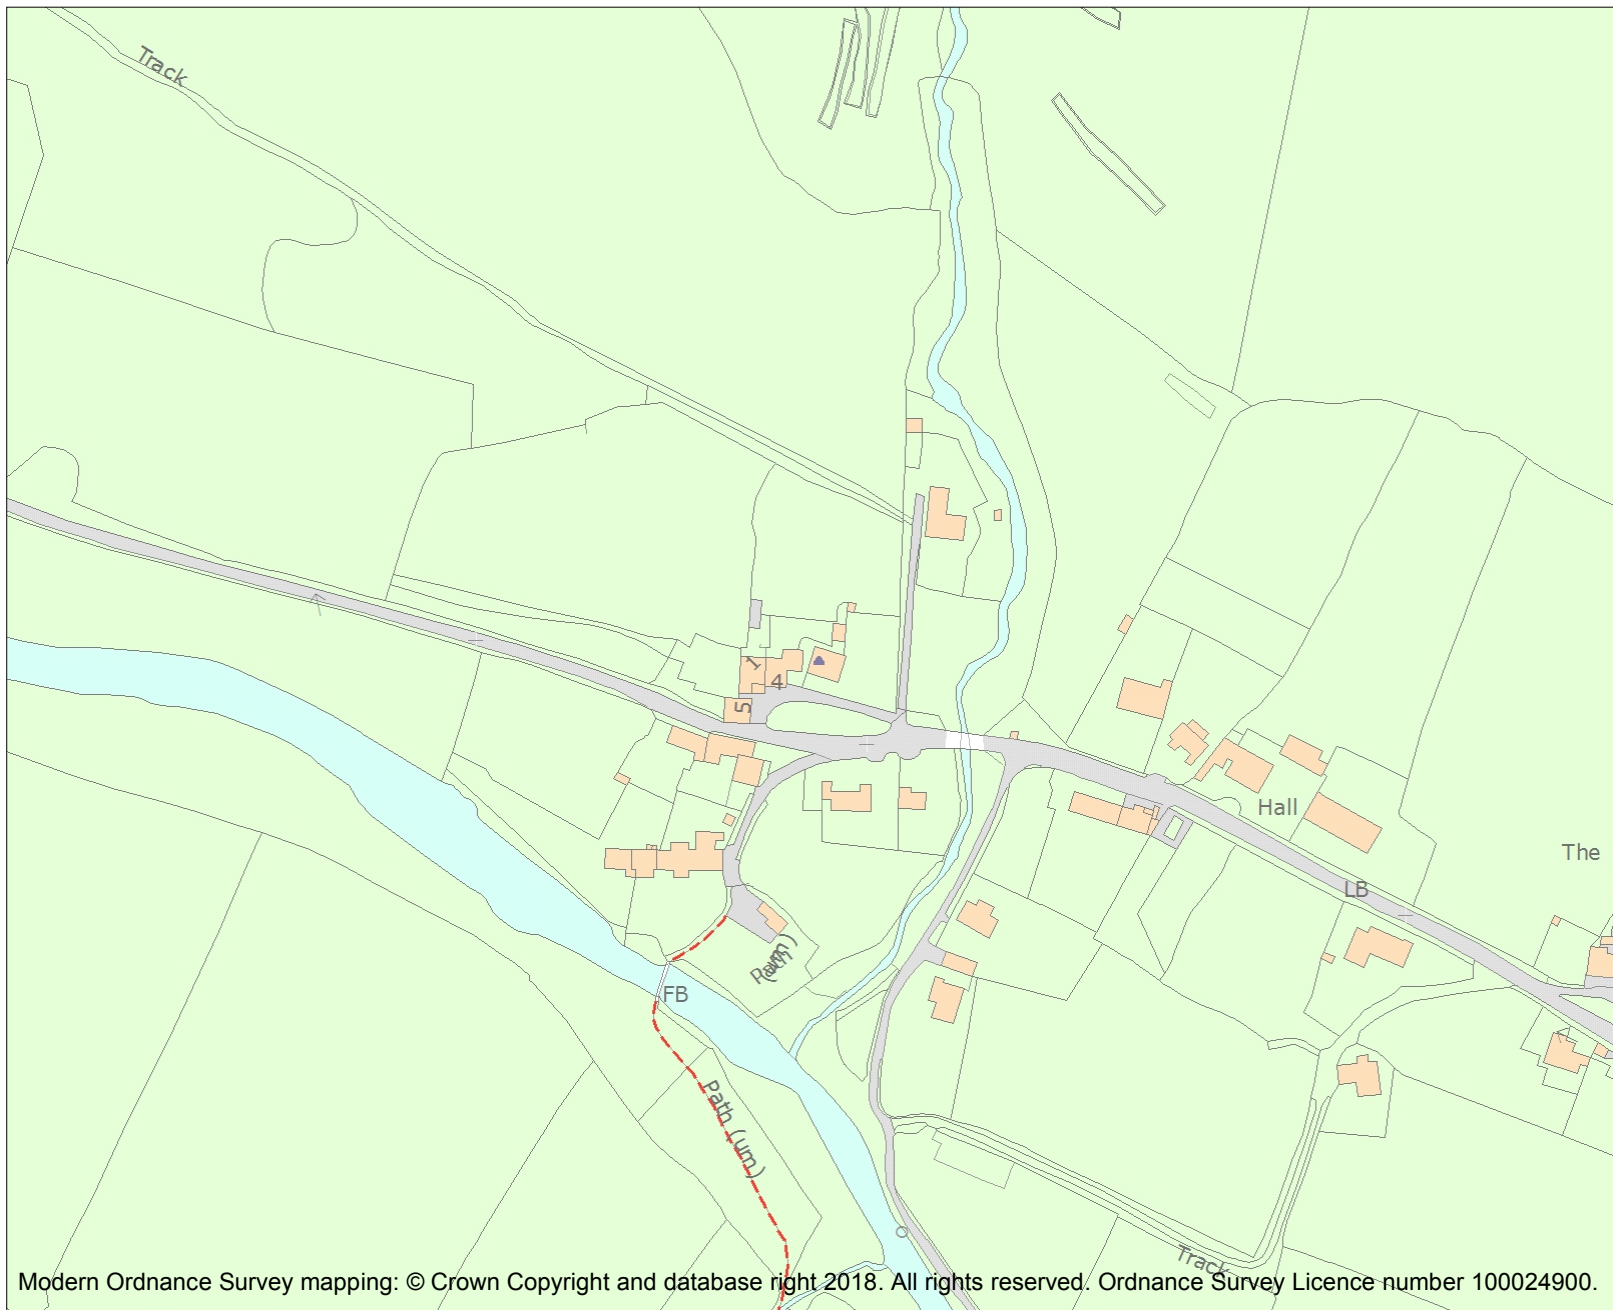 Track
1
4
5
Hall
The
LB
Path
(um)
FB
Path (um)
Track
Modern Ordnance Survey mapping: © Crown Copyright and database right 2018. All rights reserved. Ordnance Survey Licence number 100024900.